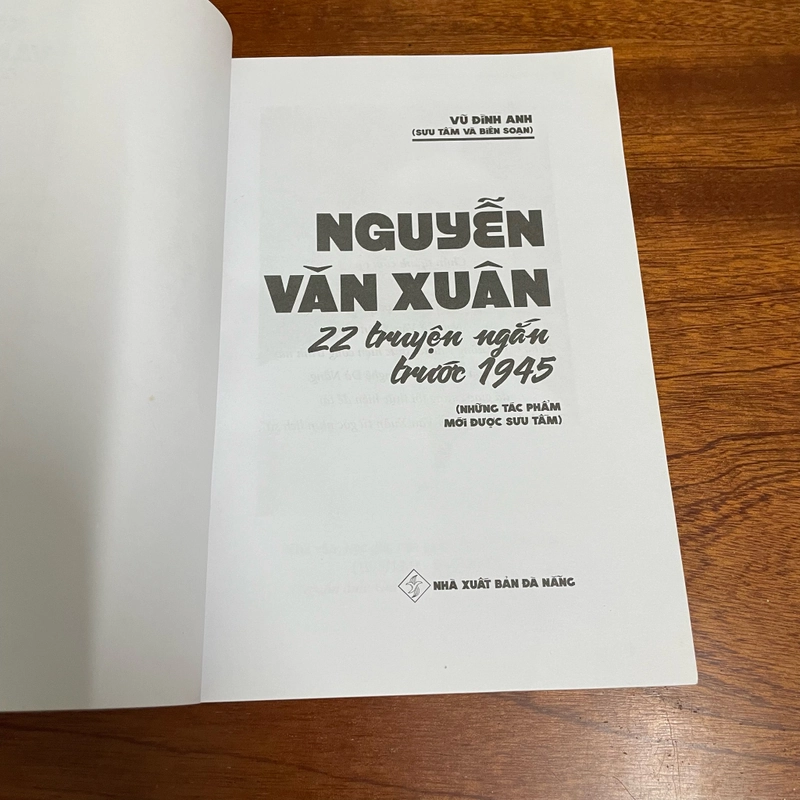 VŨ ĐÌNH ANH
(SƯU TẦM VÀ BIÊN SOẠN)
NGUYỄN
VĂN XUÂN
22 truyện ngắn
trước 1945
(NHỮNG TÁC PHẨM
MỚI ĐƯỢC SƯU TẦM)
NHÀ XUẤT BẢN ĐÀ NẴNG